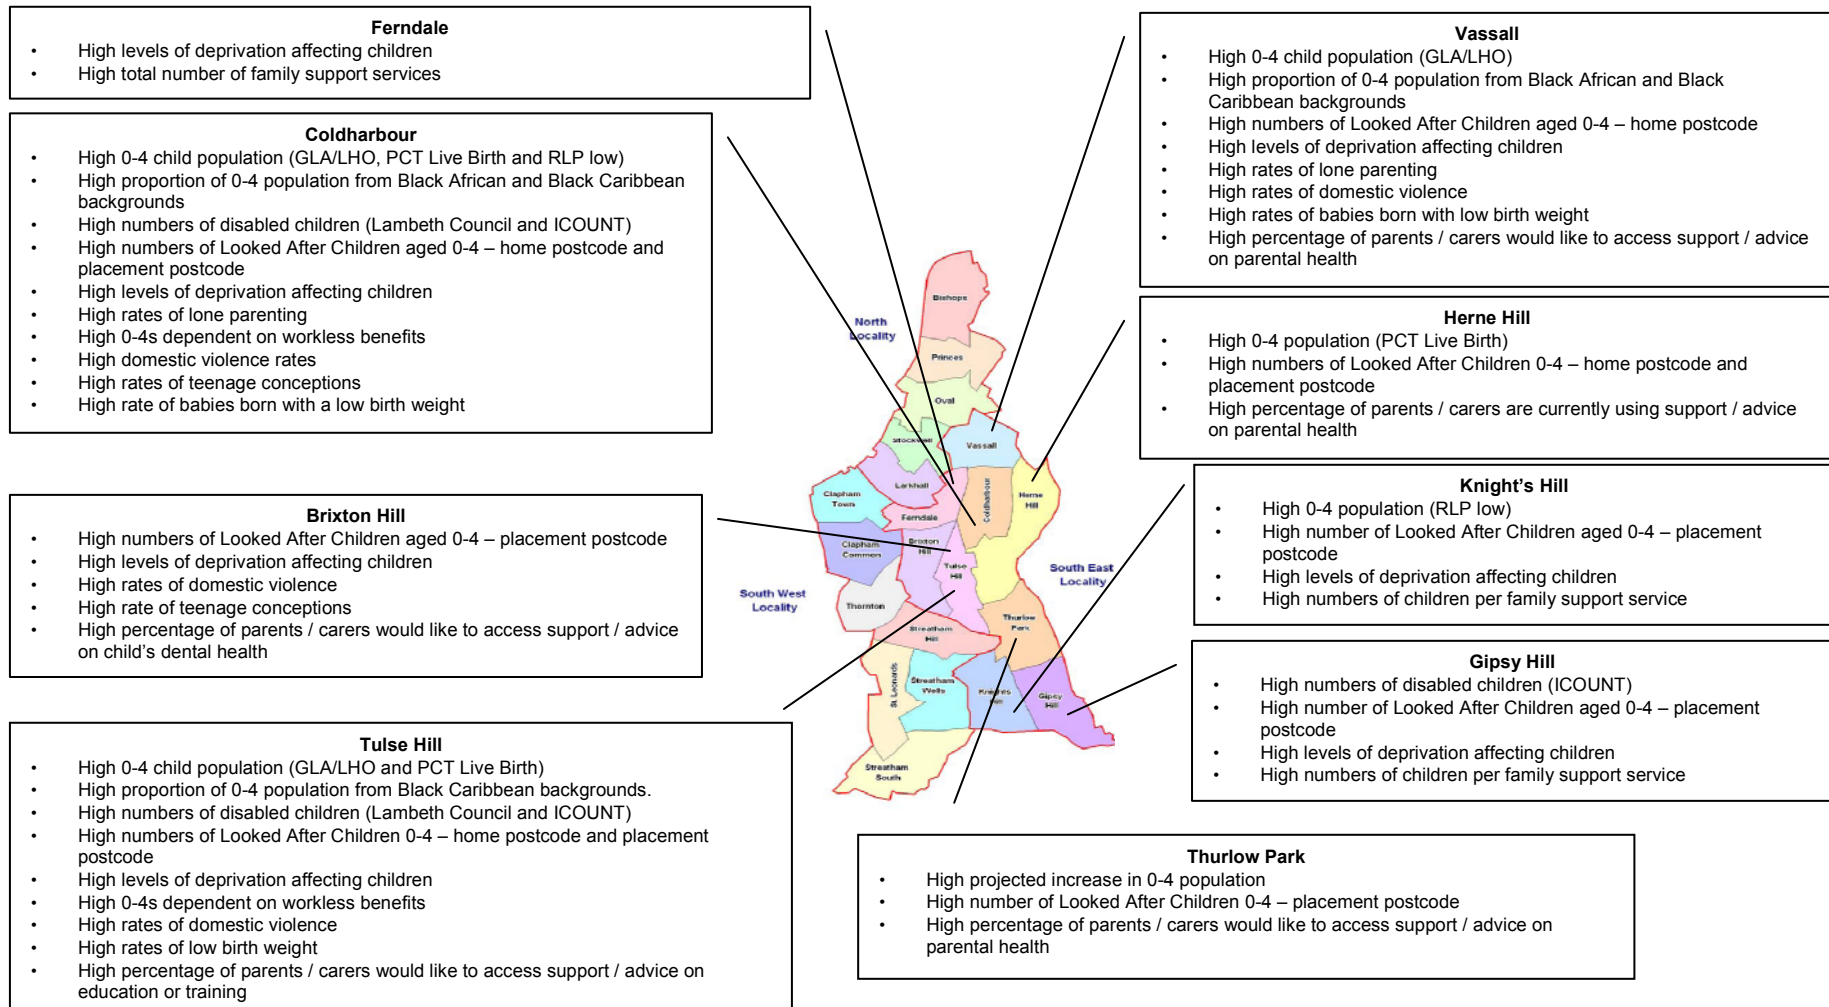 Ferndale
• High levels of deprivation affecting children
• High total number of family support services
Coldharbour
• High 0-4 child population (GLA/LHO, PCT Live Birth and RLP low)
• High proportion of 0-4 population from Black African and Black Caribbean
backgrounds
• High numbers of disabled children (Lambeth Council and ICOUNT)
• High numbers of Looked After Children aged 0-4 – home postcode and
placement postcode
• High levels of deprivation affecting children
• High rates of lone parenting
• High 0-4s dependent on workless benefits
• High domestic violence rates
• High rates of teenage conceptions
• High rate of babies born with a low birth weight
Brixton Hill
• High numbers of Looked After Children aged 0-4 – placement postcode
• High levels of deprivation affecting children
• High rates of domestic violence
• High rate of teenage conceptions
• High percentage of parents / carers would like to access support / advice
on child's dental health
Tulse Hill
• High 0-4 child population (GLA/LHO and PCT Live Birth)
• High proportion of 0-4 population from Black Caribbean backgrounds.
• High numbers of disabled children (Lambeth Council and ICOUNT)
• High numbers of Looked After Children 0-4 – home postcode and placement
postcode
• High levels of deprivation affecting children
• High 0-4s dependent on workless benefits
• High rates of domestic violence
• High rates of low birth weight
• High percentage of parents / carers would like to access support / advice on
education or training
North
Locality
Bishops
Princes
Oval
Stockwell
Vassall
Larkhall
Clapham
Town
Ferndale
Coldharbour
Herne
Hill
Clapham
Common
Brixton
Hill
Tulse
Hill
South West
Locality
South East
Locality
Thornton
Streatham
Hill
Thurlow
Park
St. Leonards
Streatham
Wells
Knights
Hill
Gipsy
Hill
Streatham
South
Vassall
• High 0-4 child population (GLA/LHO)
• High proportion of 0-4 population from Black African and Black
Caribbean backgrounds
• High numbers of Looked After Children aged 0-4 – home postcode
• High levels of deprivation affecting children
• High rates of lone parenting
• High rates of domestic violence
• High rates of babies born with low birth weight
• High percentage of parents / carers would like to access support / advice
on parental health
Herne Hill
• High 0-4 population (PCT Live Birth)
• High numbers of Looked After Children 0-4 – home postcode and
placement postcode
• High percentage of parents / carers are currently using support / advice
on parental health
Knight's Hill
• High 0-4 population (RLP low)
• High number of Looked After Children aged 0-4 – placement
postcode
• High levels of deprivation affecting children
• High numbers of children per family support service
Gipsy Hill
• High numbers of disabled children (ICOUNT)
• High number of Looked After Children aged 0-4 – placement
postcode
• High levels of deprivation affecting children
• High numbers of children per family support service
Thurlow Park
• High projected increase in 0-4 population
• High number of Looked After Children 0-4 – placement postcode
• High percentage of parents / carers would like to access support / advice on
parental health